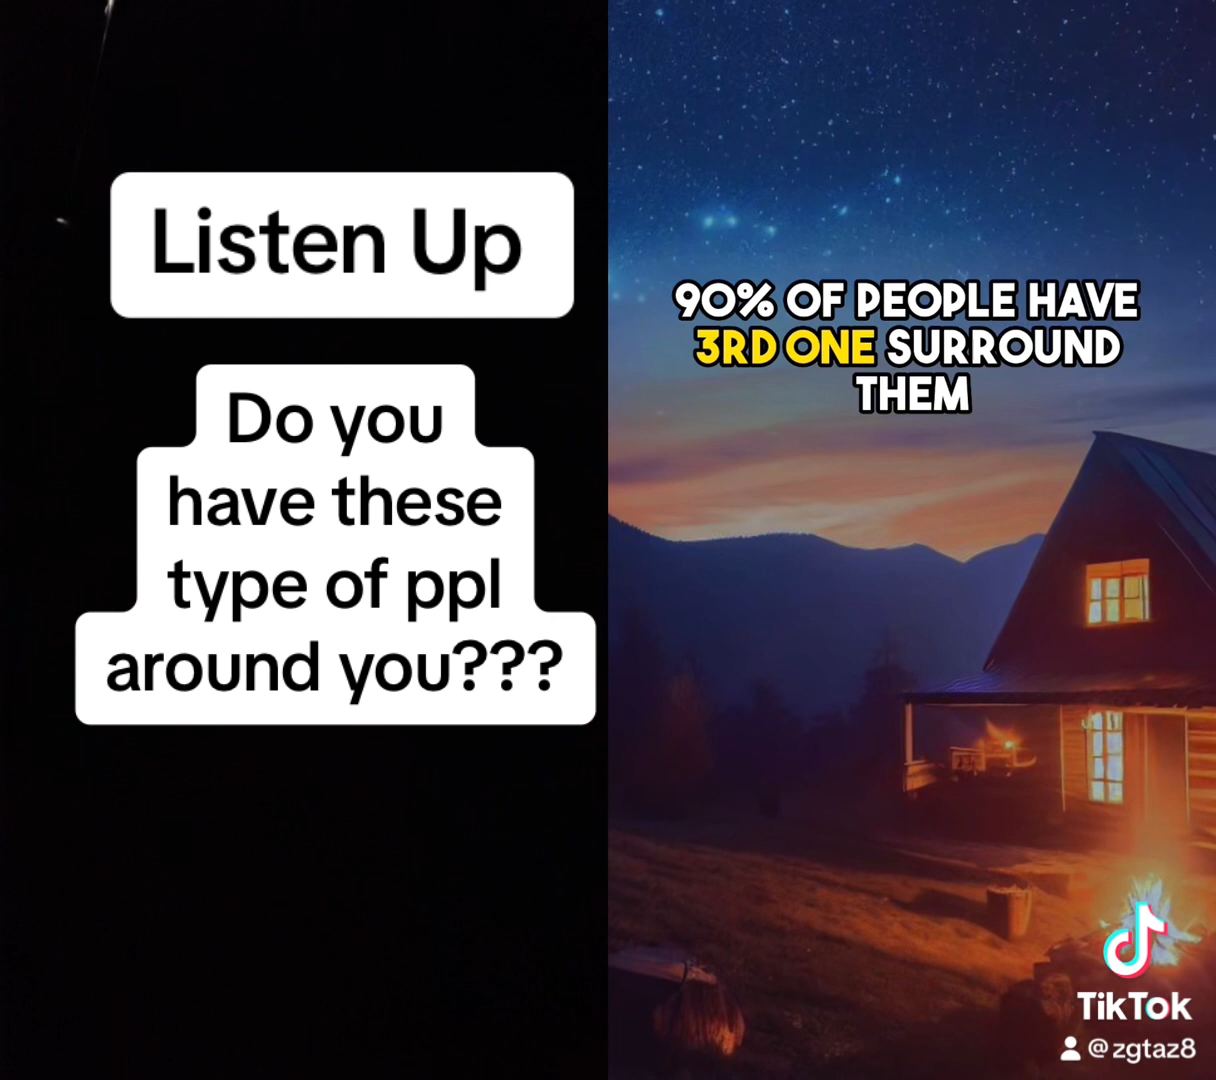 Listen Up
Do you
have these
type of ppl
around you???
90% OF PEOPLE HAVE
3RD ONE SURROUND
THEM
TikTok
@zgtaz8